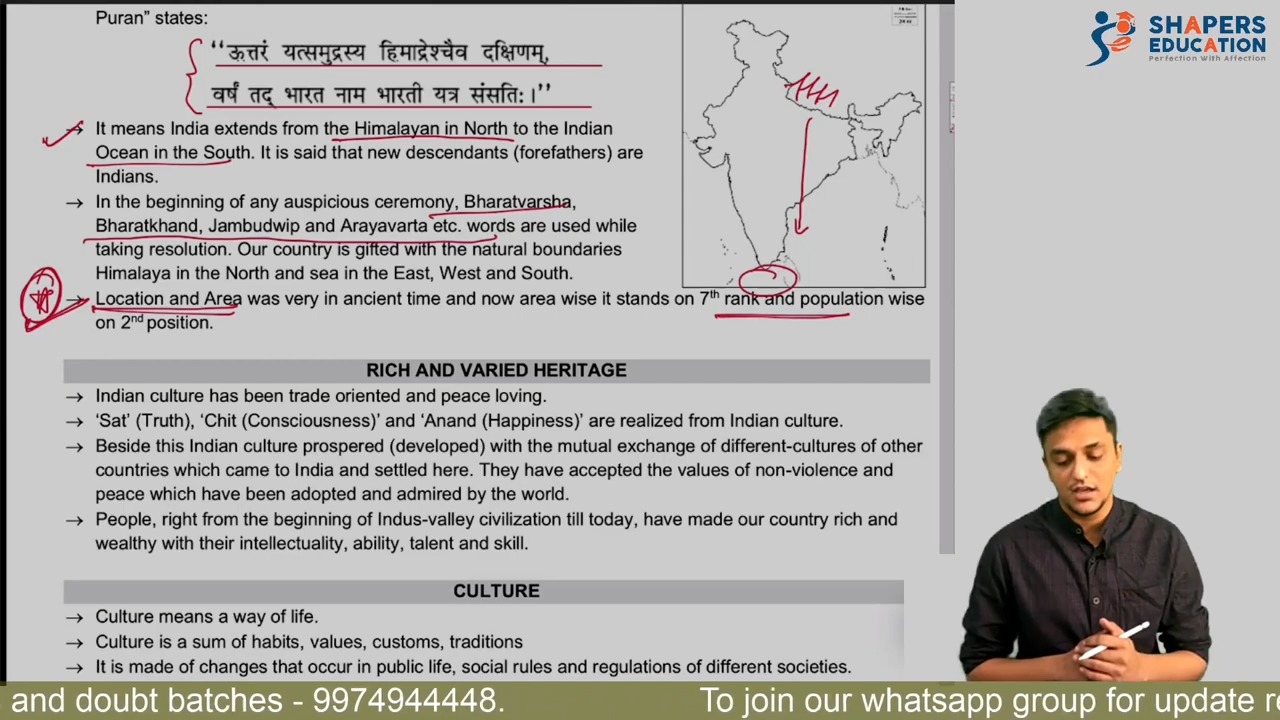 Puran” states:
“ऊत्तरं यत्समुद्रस्य हिमाद्रेश्चैव दक्षिणम्,
वर्षं तद् भारत नाम भारती यत्र संसतिः।”
→ It means India extends from the Himalayan in North to the Indian
Ocean in the South. It is said that new descendants (forefathers) are
Indians.
→ In the beginning of any auspicious ceremony, Bharatvarsha,
Bharatkhand, Jambudwip and Arayavarta etc. words are used while
taking resolution. Our country is gifted with the natural boundaries
Himalaya in the North and sea in the East, West and South.
→ Location and Area was very in ancient time and now area wise it stands on 7th rank and population wise
on 2nd position.
RICH AND VARIED HERITAGE
→ Indian culture has been trade oriented and peace loving.
→ ‘Sat’ (Truth), ‘Chit (Consciousness)’ and ‘Anand (Happiness)’ are realized from Indian culture.
→ Beside this Indian culture prospered (developed) with the mutual exchange of different-cultures of other
countries which came to India and settled here. They have accepted the values of non-violence and
peace which have been adopted and admired by the world.
→ People, right from the beginning of Indus-valley civilization till today, have made our country rich and
wealthy with their intellectuality, ability, talent and skill.
CULTURE
→ Culture means a way of life.
→ Culture is a sum of habits, values, customs, traditions
→ It is made of changes that occur in public life, social rules and regulations of different societies.
SHAPERS
EDUCATION
Perfection With Affection
and doubt batches - 9974944448. To join our whatsapp group for update re